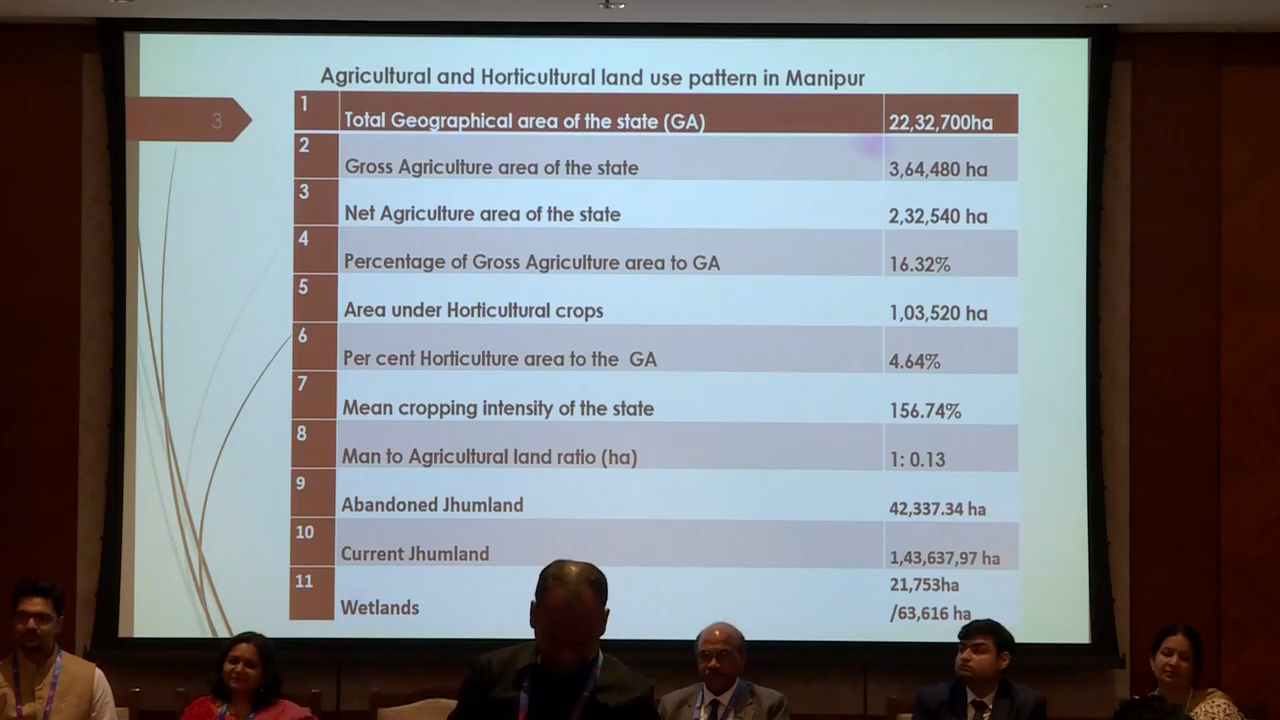 Agricultural and Horticultural land use pattern in Manipur
3
1 Total Geographical area of the state (GA) 22,32,700ha
2 Gross Agriculture area of the state 3,64,480 ha
3 Net Agriculture area of the state 2,32,540 ha
4 Percentage of Gross Agriculture area to GA 16.32%
5 Area under Horticultural crops 1,03,520 ha
6 Per cent Horticulture area to the GA 4.64%
7 Mean cropping intensity of the state 156.74%
8 Man to Agricultural land ratio (ha) 1: 0.13
9 Abandoned Jhumland 42,337.34 ha
10 Current Jhumland 1,43,637,97 ha
11 Wetlands 21,753ha
/63,616 ha